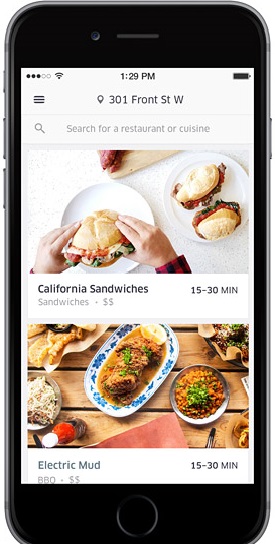 1:29 PM
301 Front St W
Search for a restaurant or cuisine
California Sandwiches
15–30 MIN
Sandwiches • $$
Electric Mud
15–30 MIN
BBQ • $$